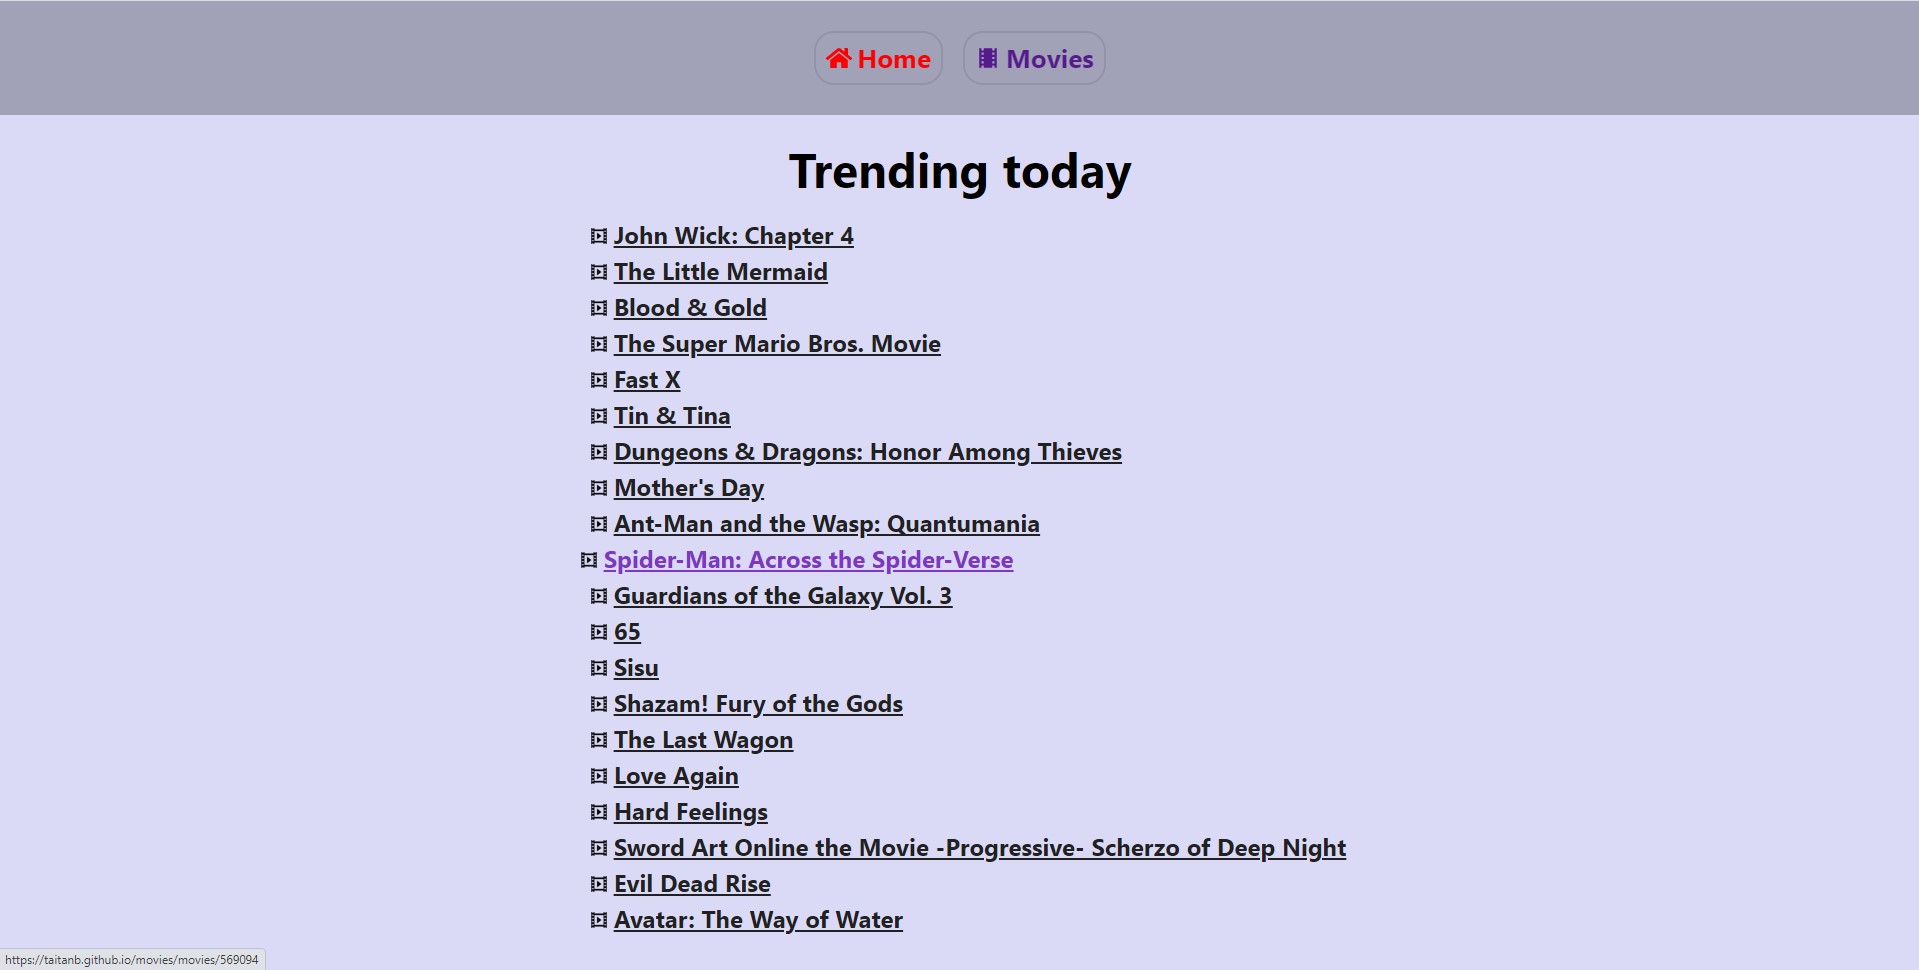 Home
Movies
Trending today
John Wick: Chapter 4
The Little Mermaid
Blood & Gold
The Super Mario Bros. Movie
Fast X
Tin & Tina
Dungeons & Dragons: Honor Among Thieves
Mother's Day
Ant-Man and the Wasp: Quantumania
Spider-Man: Across the Spider-Verse
Guardians of the Galaxy Vol. 3
65
Sisu
Shazam! Fury of the Gods
The Last Wagon
Love Again
Hard Feelings
Sword Art Online the Movie -Progressive- Scherzo of Deep Night
Evil Dead Rise
Avatar: The Way of Water
https://taitanb.github.io/movies/movies/569094